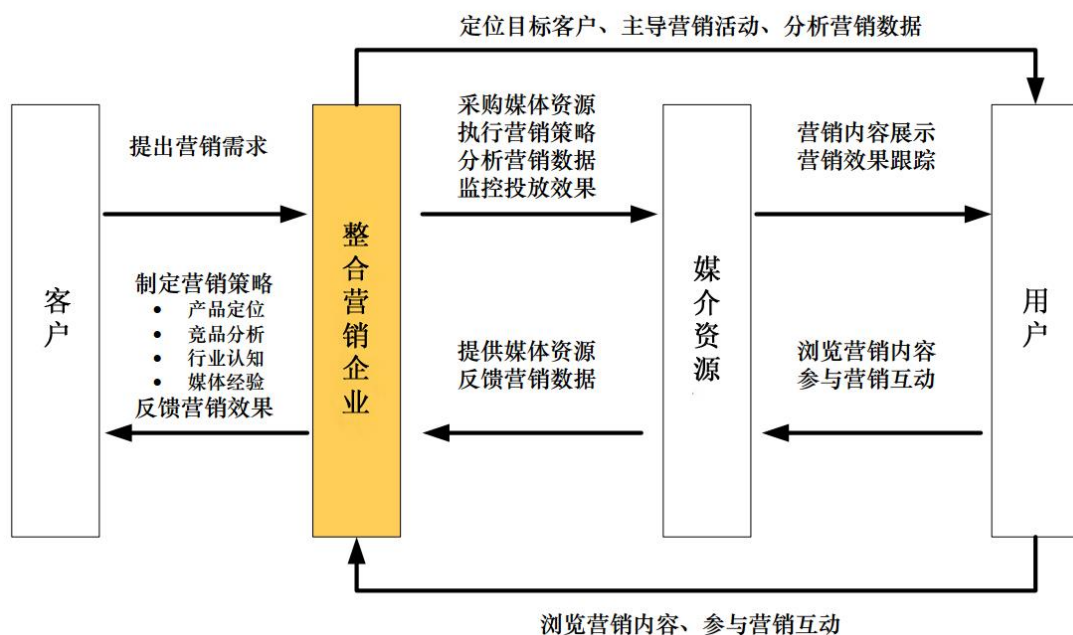 定位目标客户、主导营销活动、分析营销数据
客户
提出营销需求
制定营销策略
• 产品定位
• 竞品分析
• 行业认知
• 媒体经验
反馈营销效果
整合营销企业
采购媒体资源
执行营销策略
分析营销数据
监控投放效果
提供媒体资源
反馈营销数据
媒介资源
营销内容展示
营销效果跟踪
浏览营销内容
参与营销互动
用户
浏览营销内容、参与营销互动